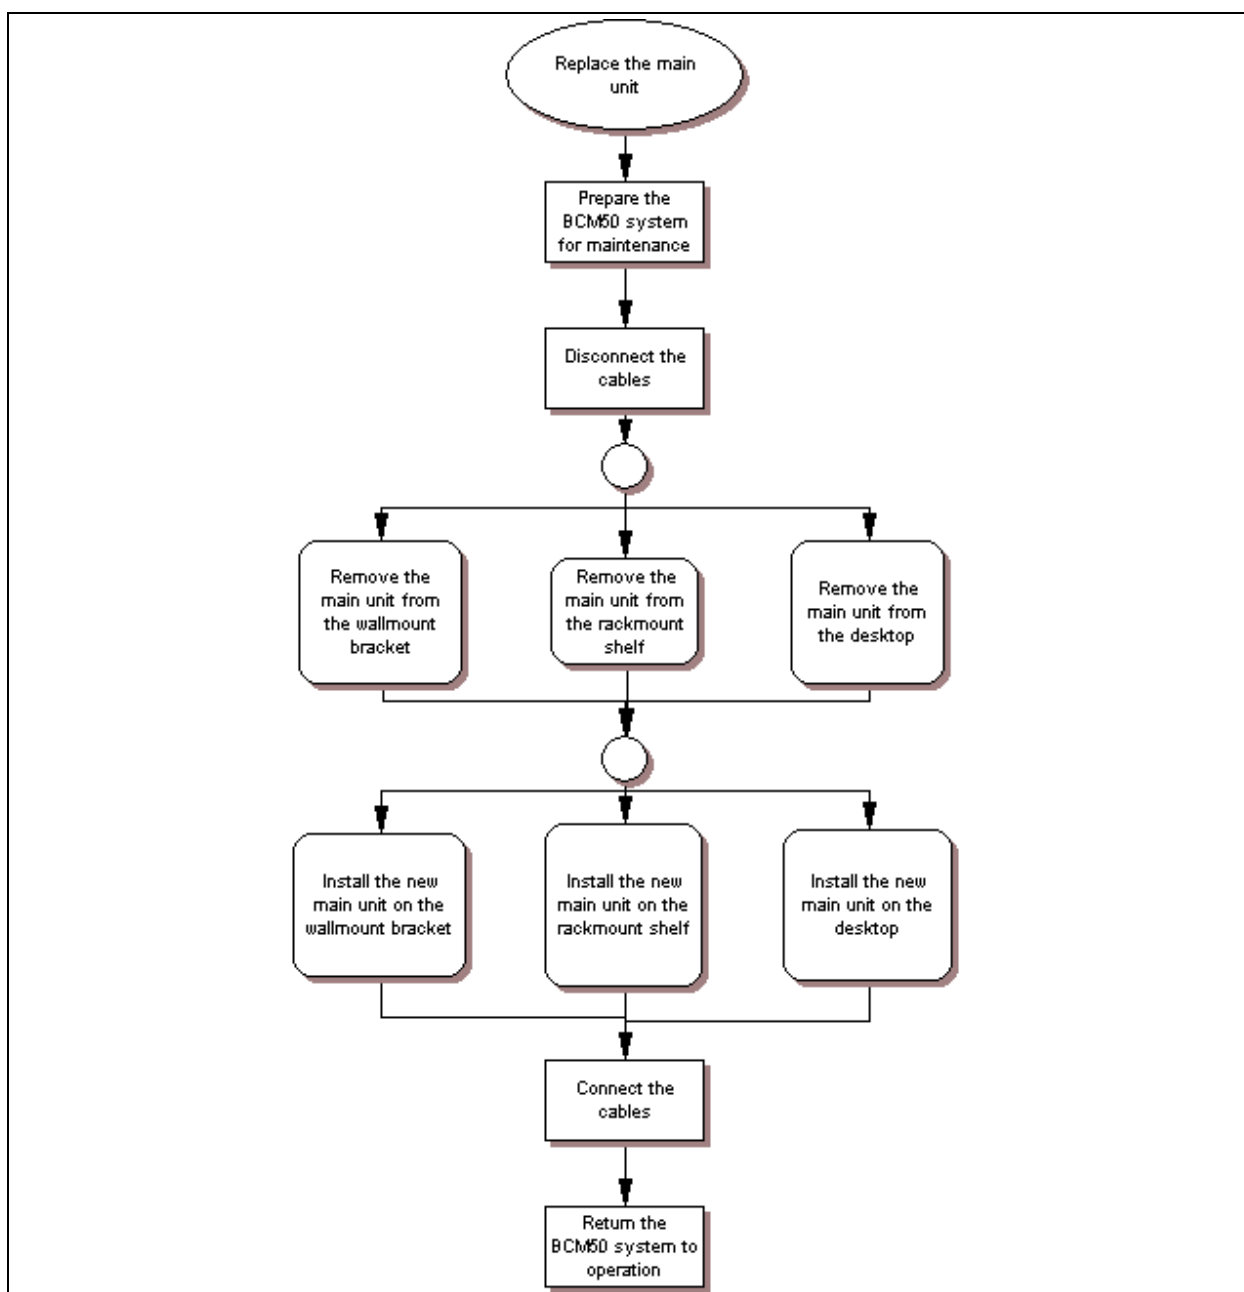 Replace the main
unit
Prepare the
BCM50 system
for maintenance
Disconnect the
cables
Remove the
main unit from
the wallmount
bracket
Remove the
main unit from
the rackmount
shelf
Remove the
main unit from
the desktop
Install the new
main unit on the
wallmount bracket
Install the new
main unit on the
rackmount shelf
Install the new
main unit on the
desktop
Connect the
cables
Return the
BCM50 system to
operation